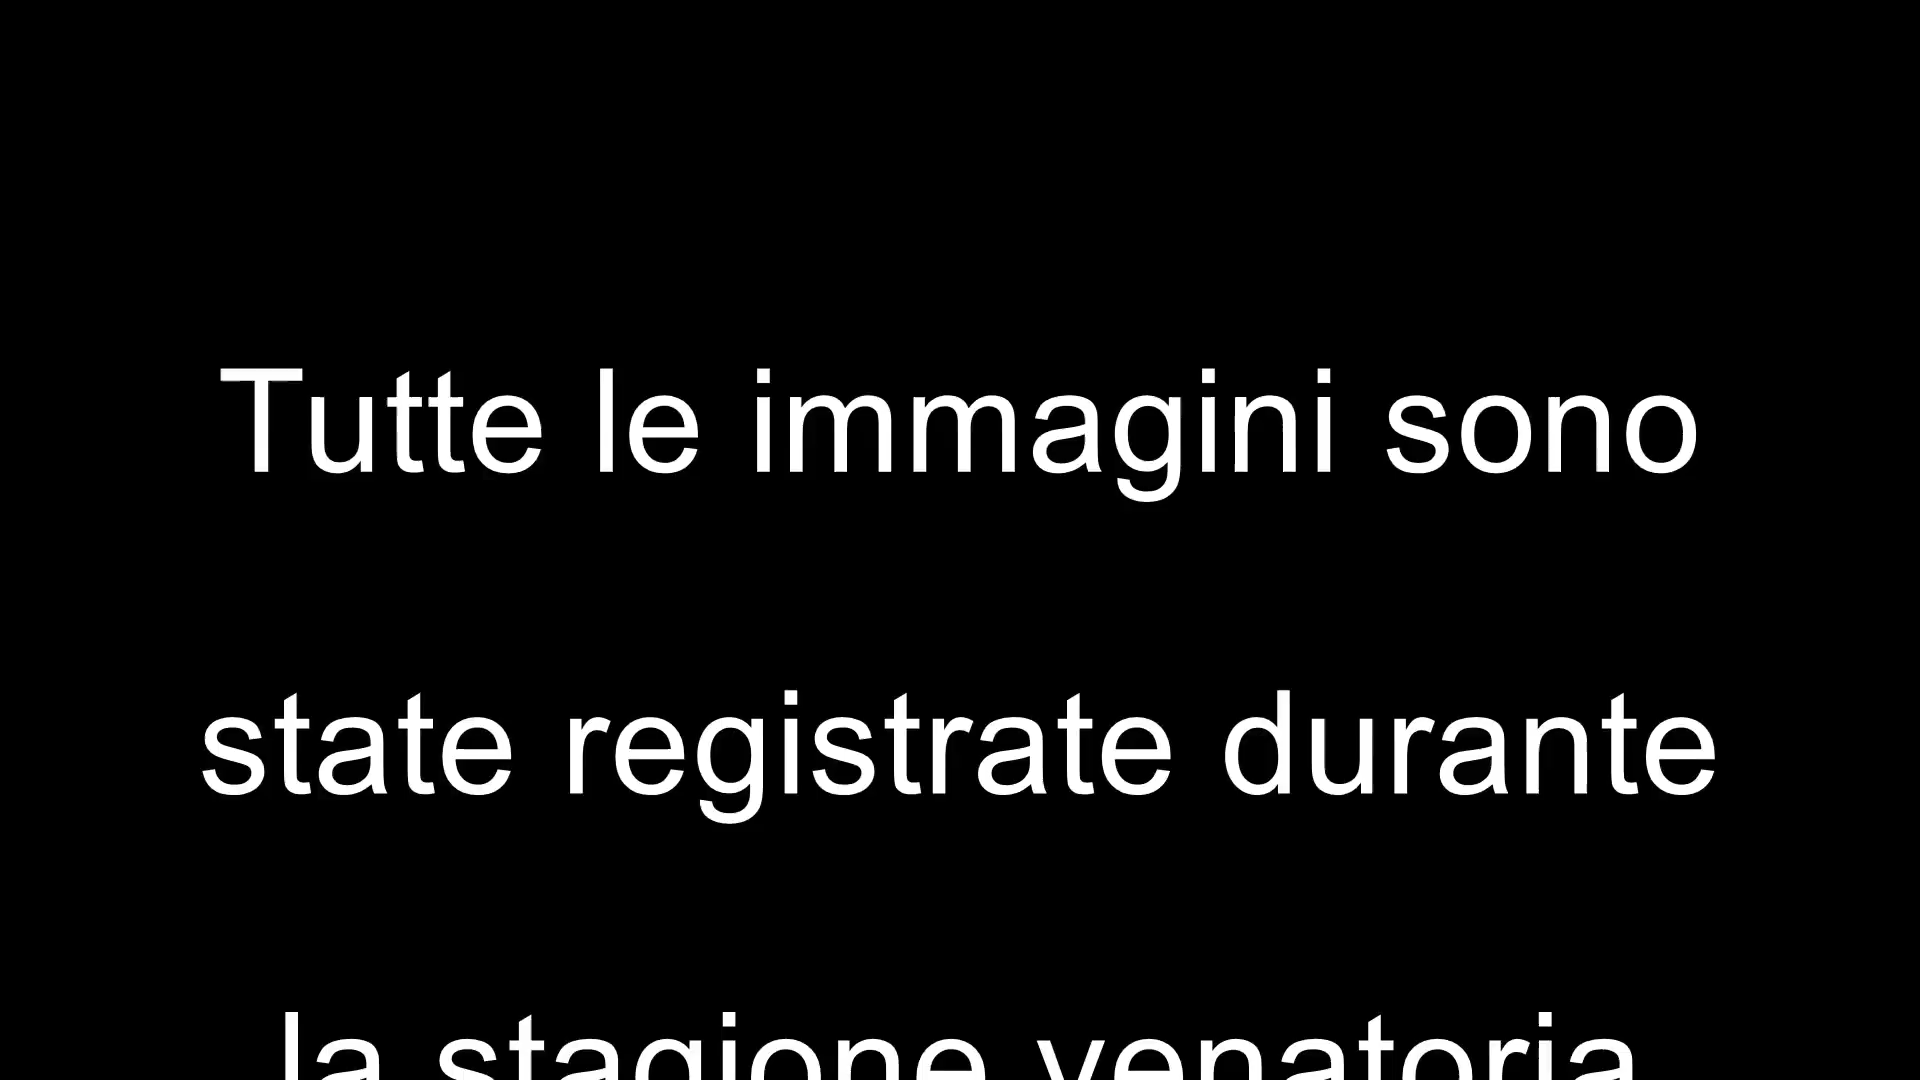 Tutte le immagini sono
state registrate durante
la stagione venatoria